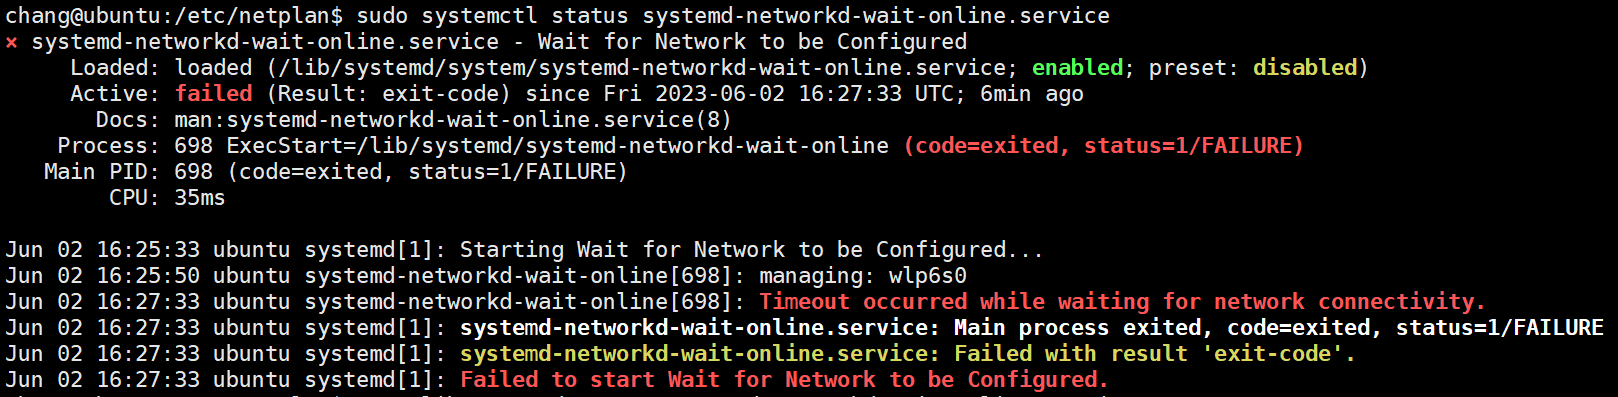 chang@ubuntu:/etc/netplan$ sudo systemctl status systemd-networkd-wait-online.service
× systemd-networkd-wait-online.service - Wait for Network to be Configured
     Loaded: loaded (/lib/systemd/system/systemd-networkd-wait-online.service; enabled; preset: disabled)
     Active: failed (Result: exit-code) since Fri 2023-06-02 16:27:33 UTC; 6min ago
       Docs: man:systemd-networkd-wait-online.service(8)
    Process: 698 ExecStart=/lib/systemd/systemd-networkd-wait-online (code=exited, status=1/FAILURE)
   Main PID: 698 (code=exited, status=1/FAILURE)
        CPU: 35ms

Jun 02 16:25:33 ubuntu systemd[1]: Starting Wait for Network to be Configured...
Jun 02 16:25:50 ubuntu systemd-networkd-wait-online[698]: managing: wlp6s0
Jun 02 16:27:33 ubuntu systemd-networkd-wait-online[698]: Timeout occurred while waiting for network connectivity.
Jun 02 16:27:33 ubuntu systemd[1]: systemd-networkd-wait-online.service: Main process exited, code=exited, status=1/FAILURE
Jun 02 16:27:33 ubuntu systemd[1]: systemd-networkd-wait-online.service: Failed with result 'exit-code'.
Jun 02 16:27:33 ubuntu systemd[1]: Failed to start Wait for Network to be Configured.